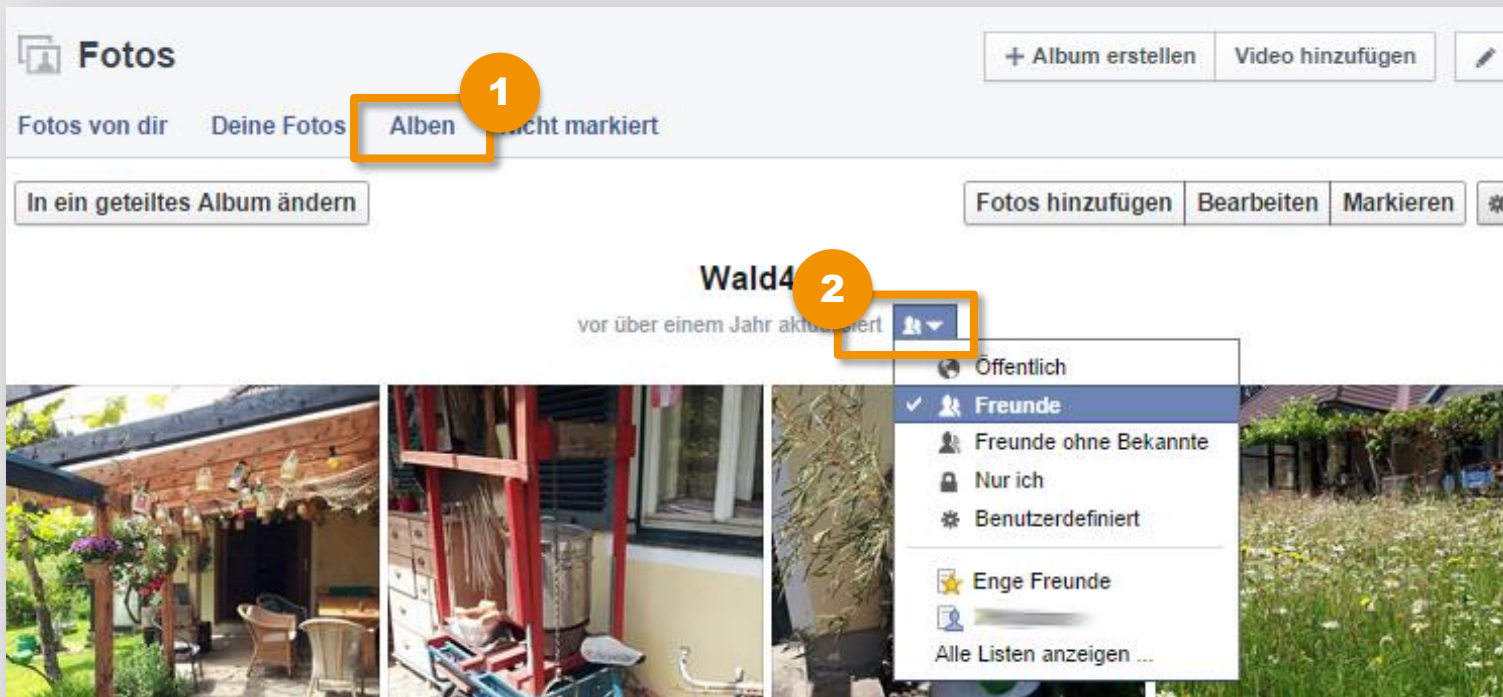 Fotos
+ Album erstellen Video hinzufügen
1
Fotos von dir Deine Fotos Alben markiert
In ein geteiltes Album ändern
Fotos hinzufügen Bearbeiten Markieren
Wald4
2
vor über einem Jahr
Öffentlich
Freunde
Freunde ohne Bekannte
Nur ich
Benutzerdefiniert
Enge Freunde
Alle Listen anzeigen ...